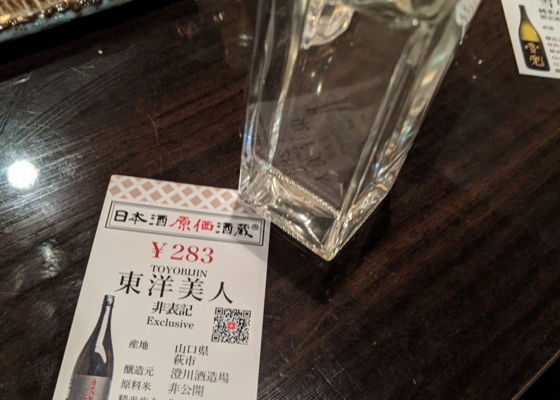 日本酒原価酒蔵®
¥283
TOYOBIJIN
東洋美人
非表記
Exclusive
産地 山口県
萩市
醸造元 澄川酒造場
原料米 非公開